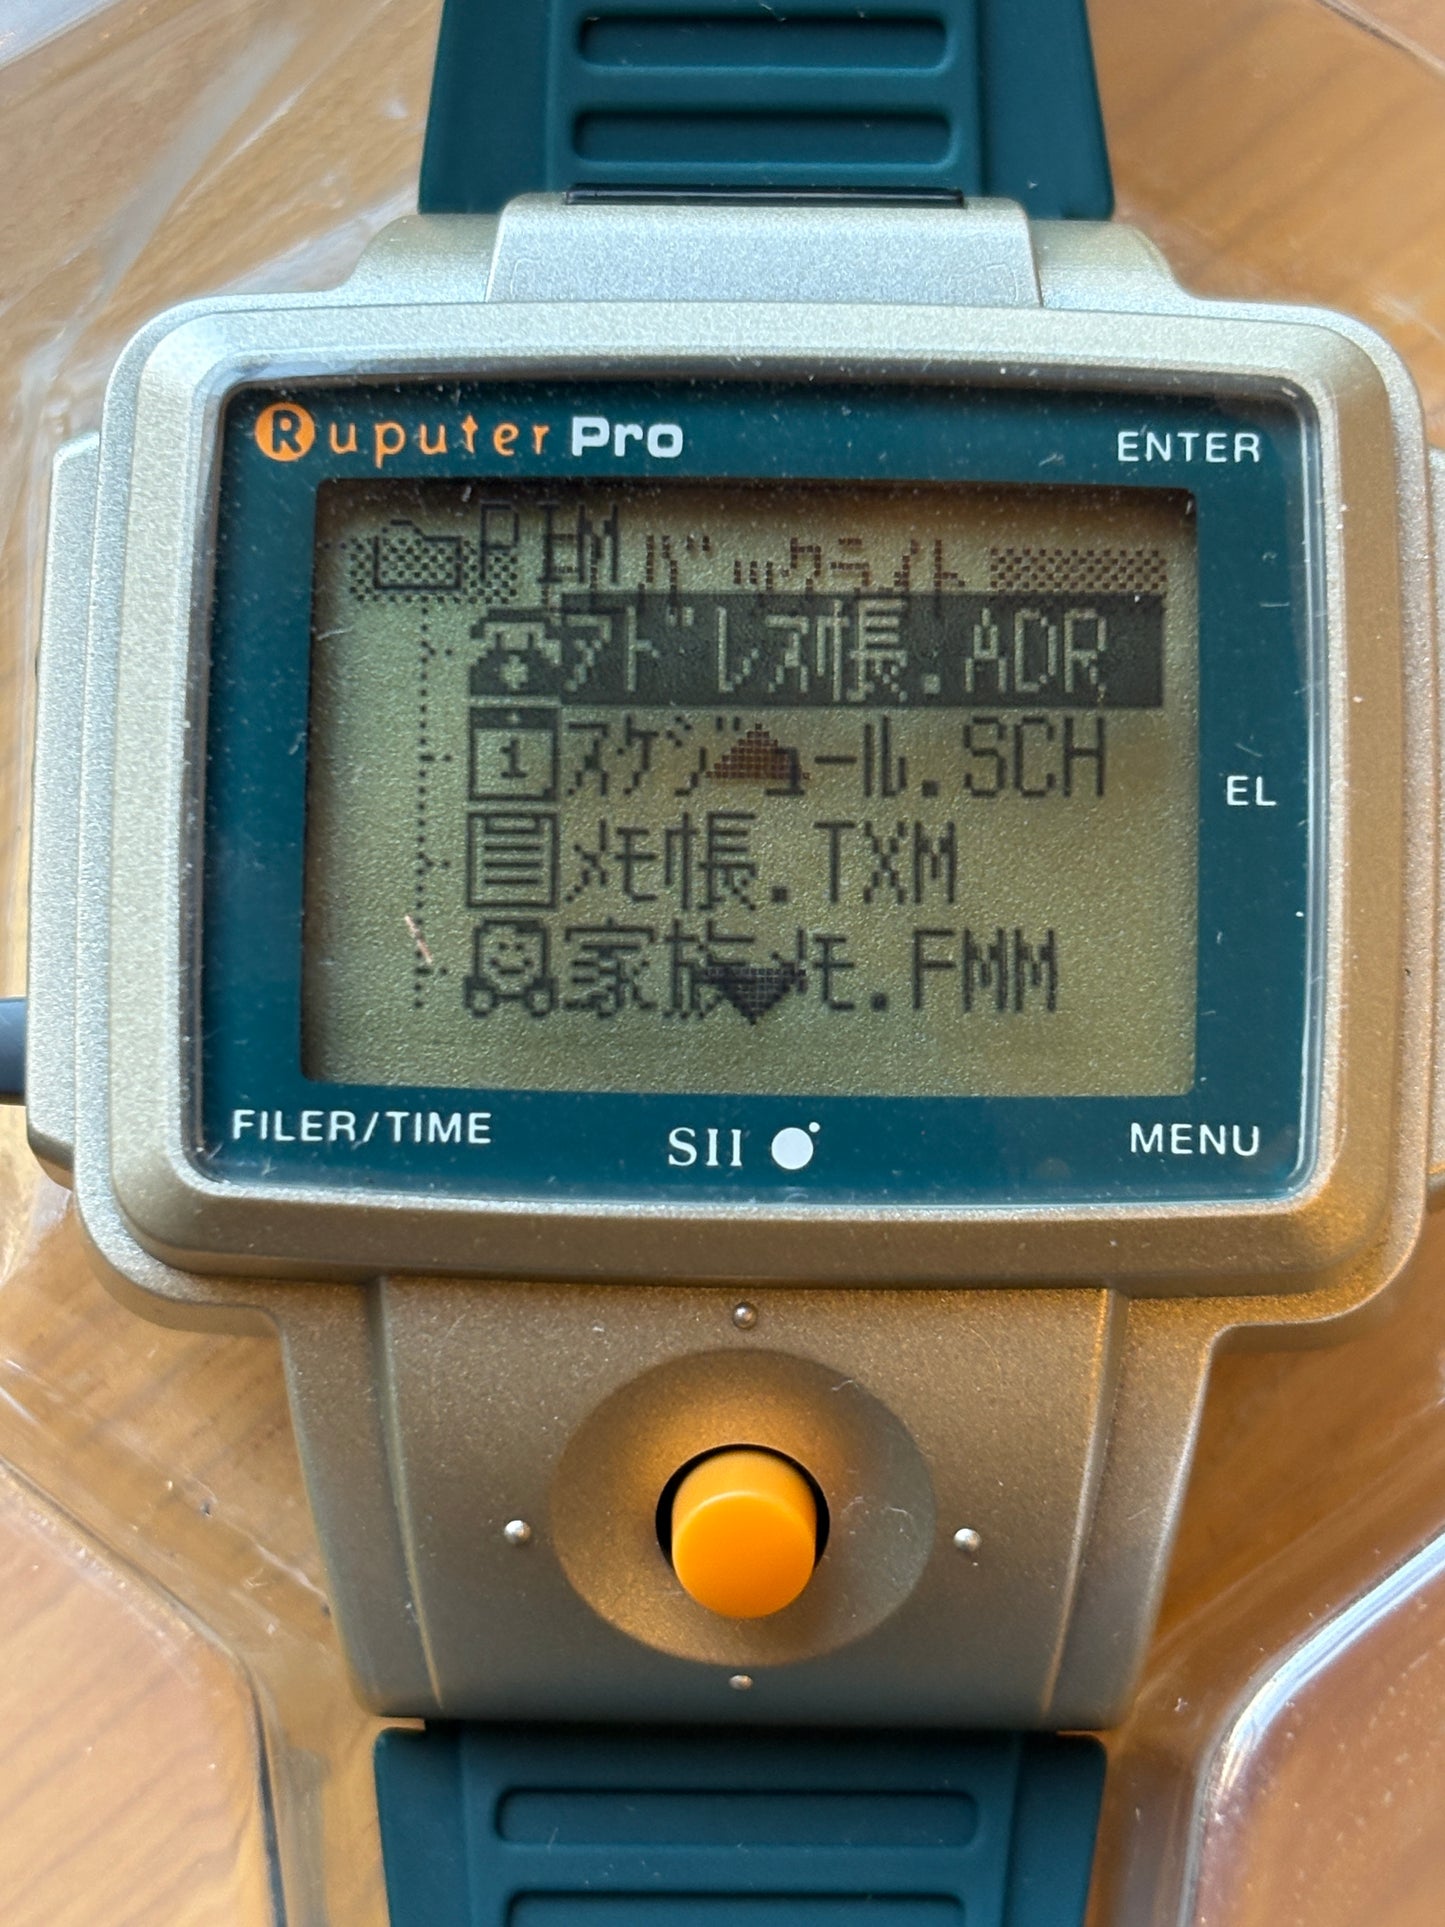 Ruputer Pro
ENTER
PIM
バックライト
アドレス帳.ADR
スケジュール.SCH
1
EL
メモ帳.TXM
家族メモ.FMM
FILER/TIME
SII
MENU